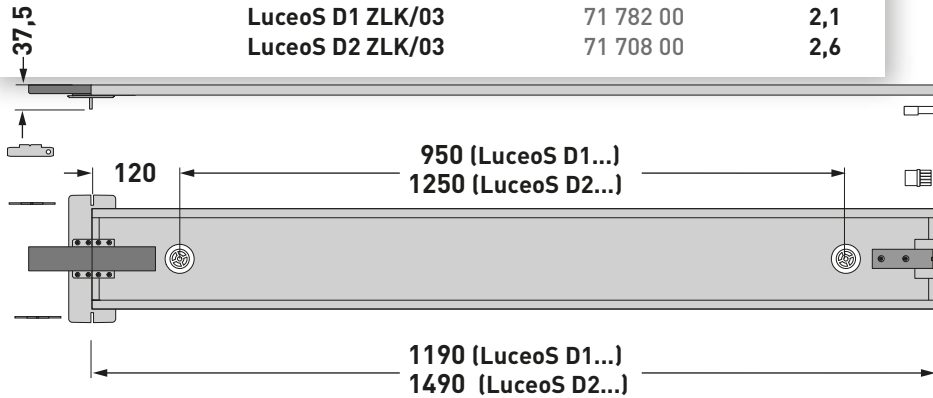 37,5
LuceoS D1 ZLK/03 71 782 00 2,1
LuceoS D2 ZLK/03 71 708 00 2,6
120
950 (LuceoS D1...)
1250 (LuceoS D2...)
1190 (LuceoS D1...)
1490 (LuceoS D2...)